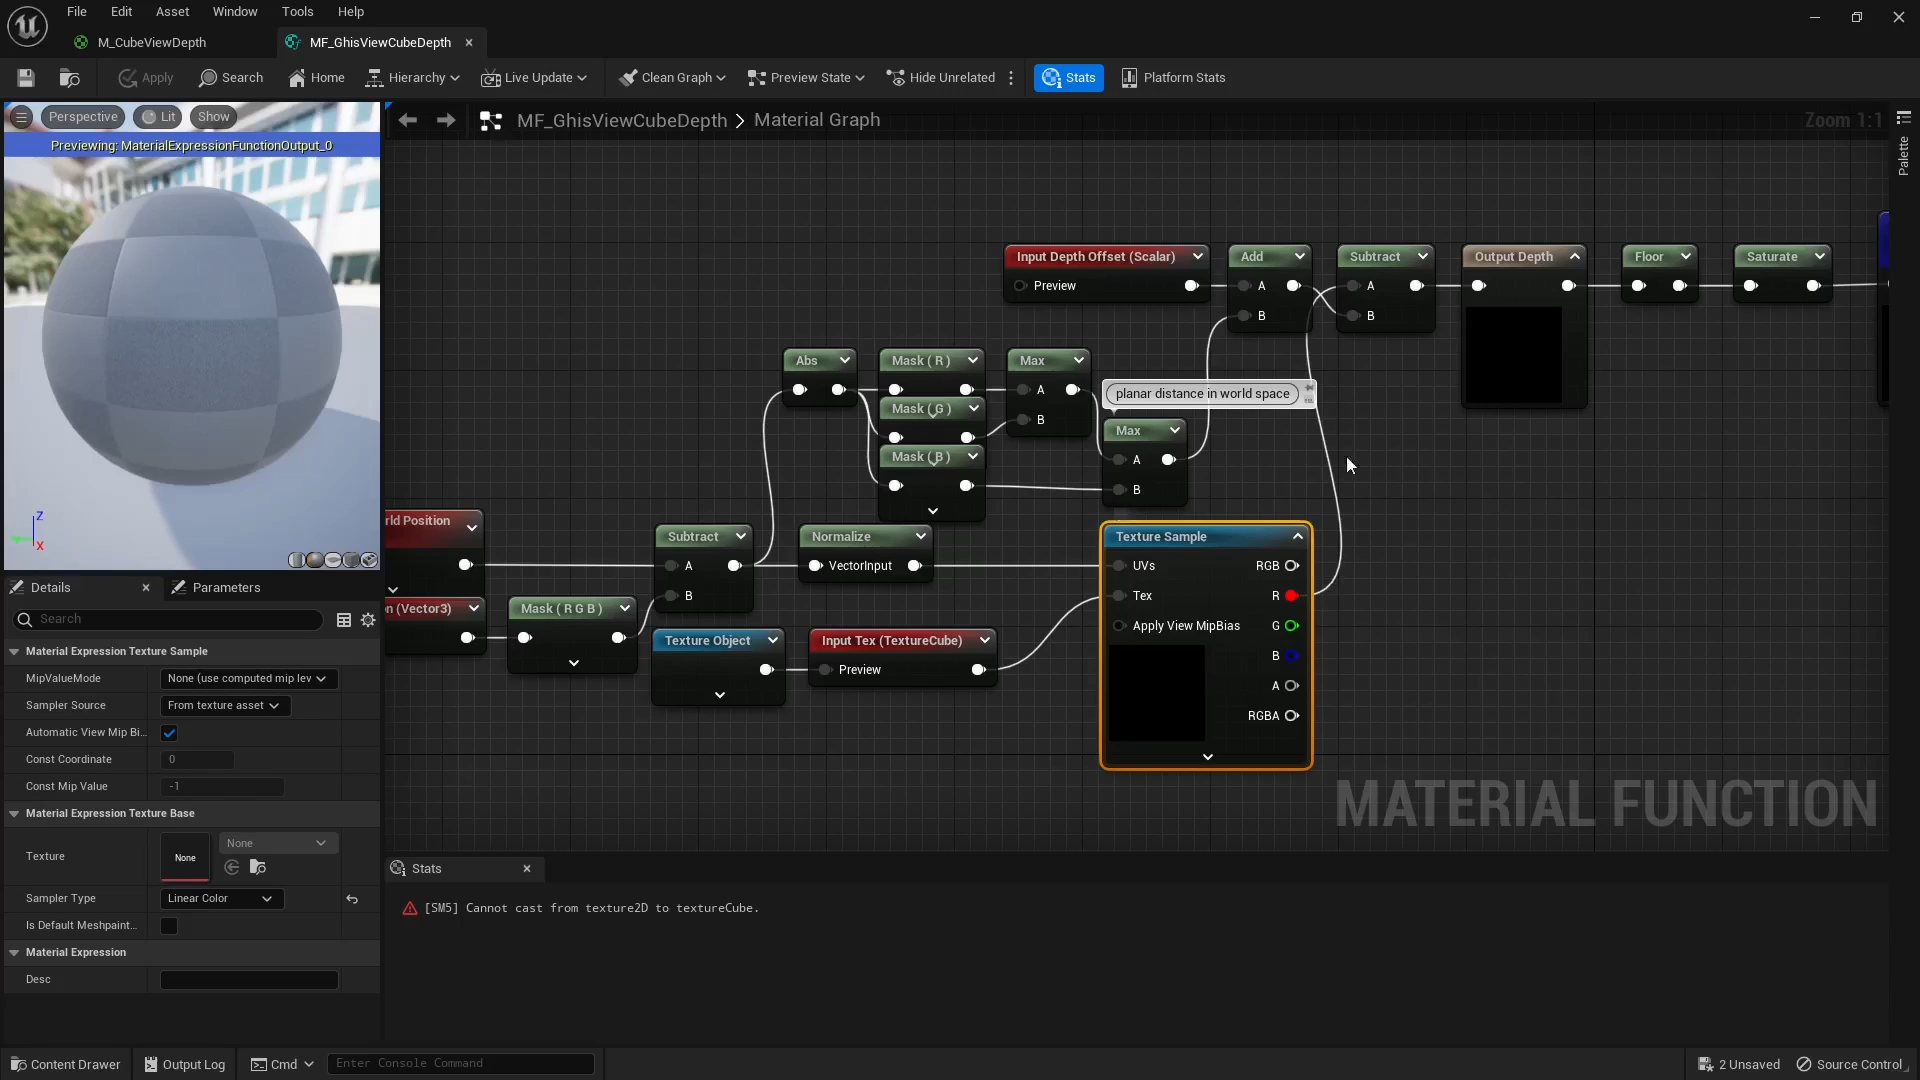 File Edit Asset Window Tools Help
M_CubeViewDepth MF_GhisViewCubeDepth
Apply Search Home Hierarchy Live Update Clean Graph Preview State Hide Unrelated Stats Platform Stats
Perspective Lit Show
Previewing: MaterialExpressionFunctionOutput_0
MF_GhisViewCubeDepth > Material Graph Zoom 1:1
Palette
Input Depth Offset (Scalar) Add Subtract Output Depth Floor Saturate
Preview A A
B B
Abs Mask ( R ) Max
A
planar distance in world space
Mask ( G ) B
Max
Mask ( B ) A
B
Z
X
rld Position
Subtract Normalize Texture Sample
A VectorInput UVs RGB
B Tex R
n (Vector3) Mask ( R G B )
Apply View MipBias G
Texture Object Input Tex (TextureCube)
Preview
B
A
RGBA
MATERIAL FUNCTION
Details Parameters
Search
Material Expression Texture Sample
MipValueMode None (use computed mip lev
Sampler Source From texture asset
Automatic View Mip Bi...
Const Coordinate 0
Const Mip Value -1
Material Expression Texture Base
Texture None None
Sampler Type Linear Color
Is Default Meshpaint...
Material Expression
Desc
Stats
[SM5] Cannot cast from texture2D to textureCube.
Content Drawer Output Log Cmd Enter Console Command 2 Unsaved Source Control